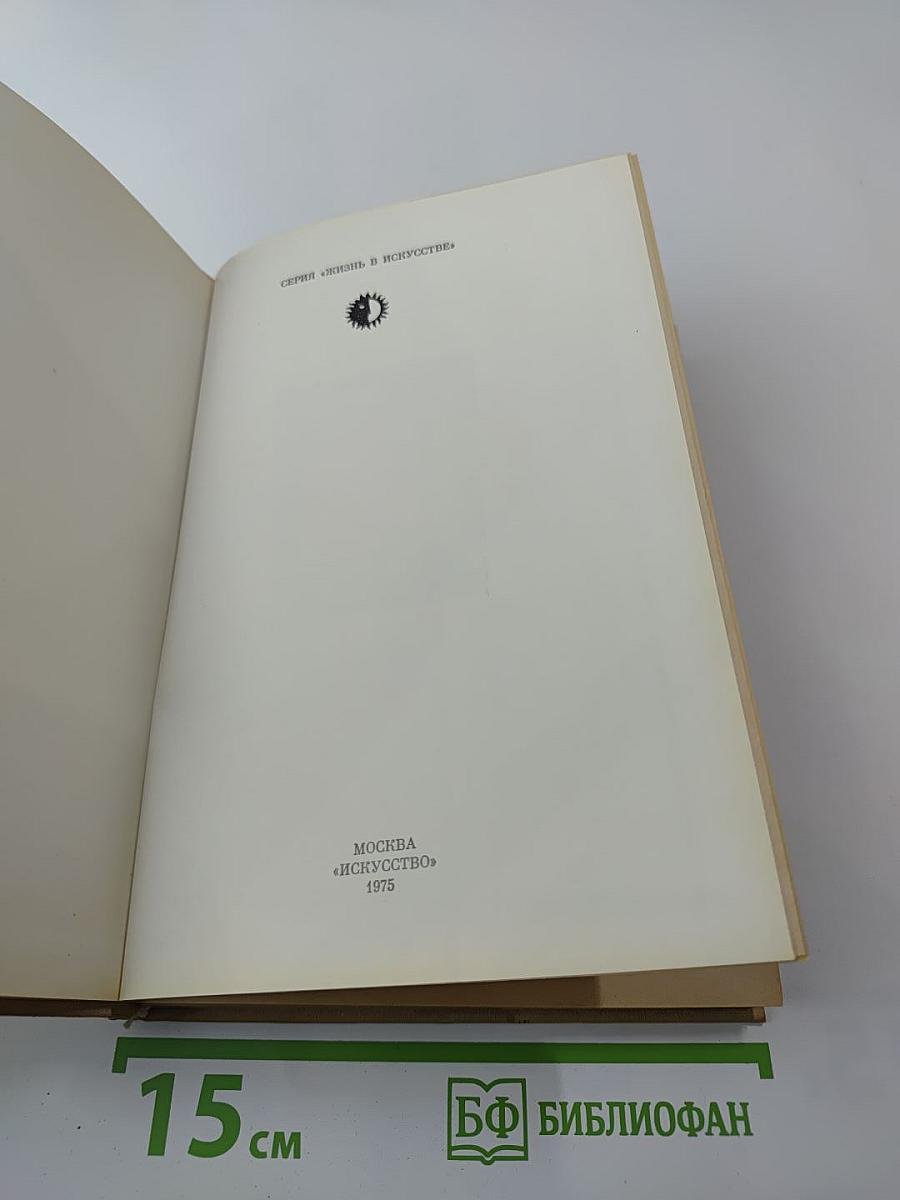 СЕРИЯ «ЖИЗНЬ В ИСКУССТВЕ»
МОСКВА
«ИСКУССТВО»
1975
15 см
БФ БИБЛИОФАН